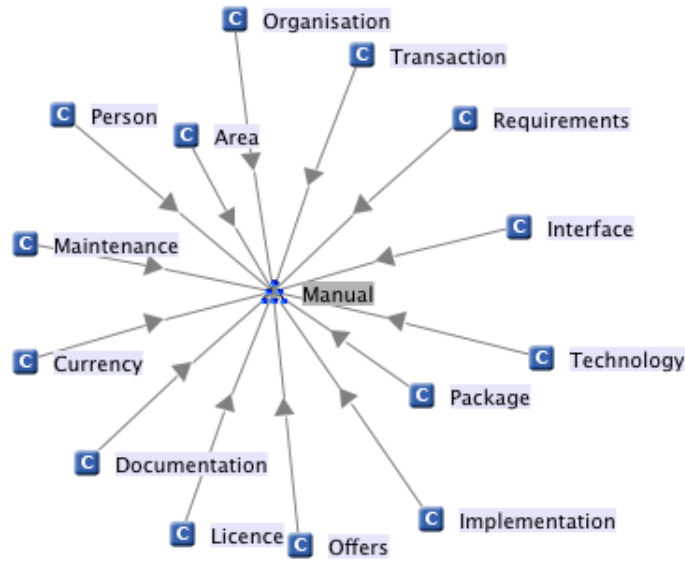 C Organisation
C Transaction
C Person
C Area
C Requirements
C Interface
C Maintenance
Manual
C Currency
C Technology
C Package
C Documentation
C Implementation
C Licence
C Offers